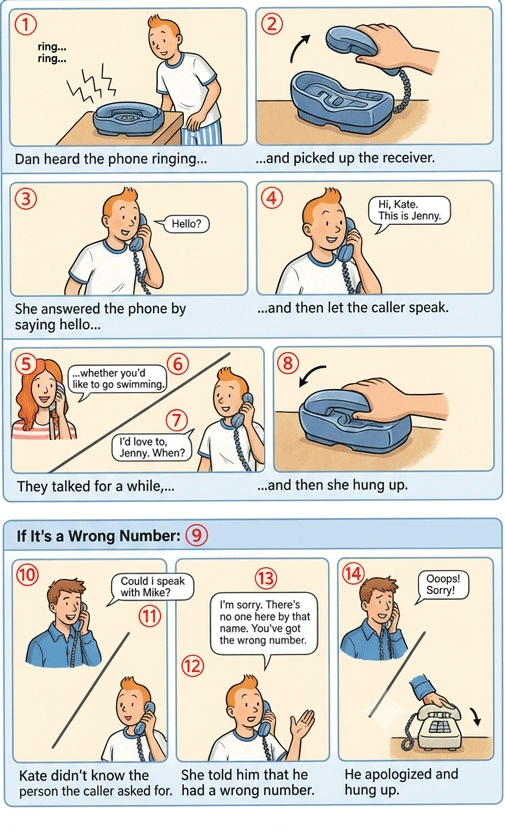 1
ring...
ring...
Dan heard the phone ringing...
2
...and picked up the receiver.
3
Hello?
She answered the phone by
saying hello...
4
Hi, Kate.
This is Jenny.
...and then let the caller speak.
5
...whether you'd
like to go swimming.
6
7
I'd love to,
Jenny. When?
They talked for a while,...
8
...and then she hung up.
If It's a Wrong Number: 9
10
Could i speak
with Mike?
11
Kate didn't know the
person the caller asked for.
12
13
I'm sorry. There's
no one here by that
name. You've got
the wrong number.
She told him that he
had a wrong number.
14
Ooops!
Sorry!
He apologized and
hung up.